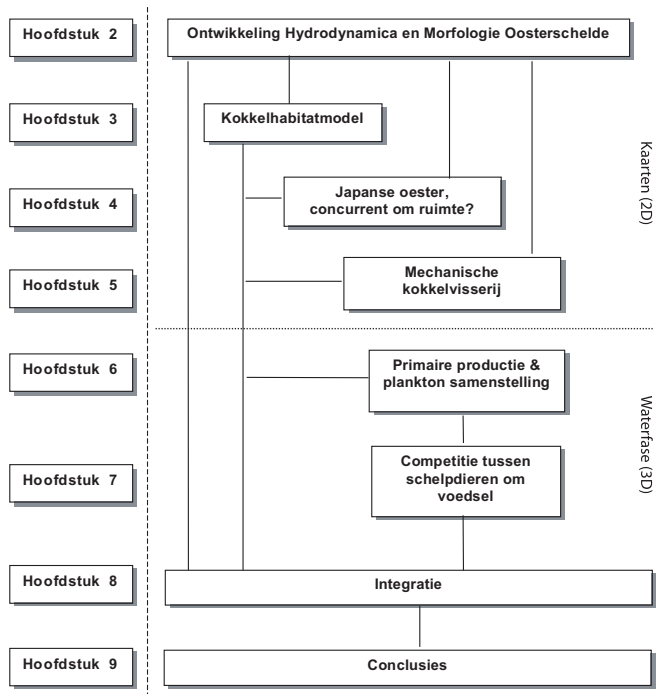 Hoofdstuk 2
Ontwikkeling Hydrodynamica en Morfologie Oosterschelde
Hoofdstuk 3
Kokkelhabitatmodel
Kaarten (2D)
Hoofdstuk 4
Japanse oester,
concurrent om ruimte?
Hoofdstuk 5
Mechanische
kokkelvisserij
Hoofdstuk 6
Primaire productie &
plankton samenstelling
Waterfase (3D)
Hoofdstuk 7
Competitie tussen
schelpdieren om
voedsel
Hoofdstuk 8
Integratie
Hoofdstuk 9
Conclusies